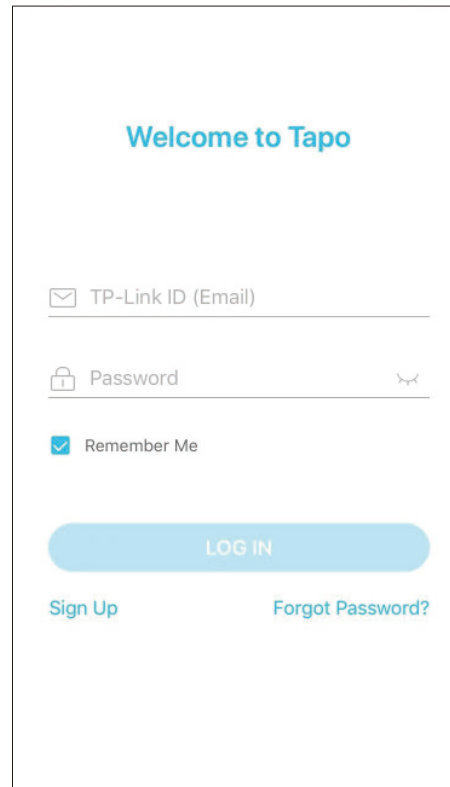 Welcome to Tapo
TP-Link ID (Email)
Password
Remember Me
LOG IN
Sign Up
Forgot Password?